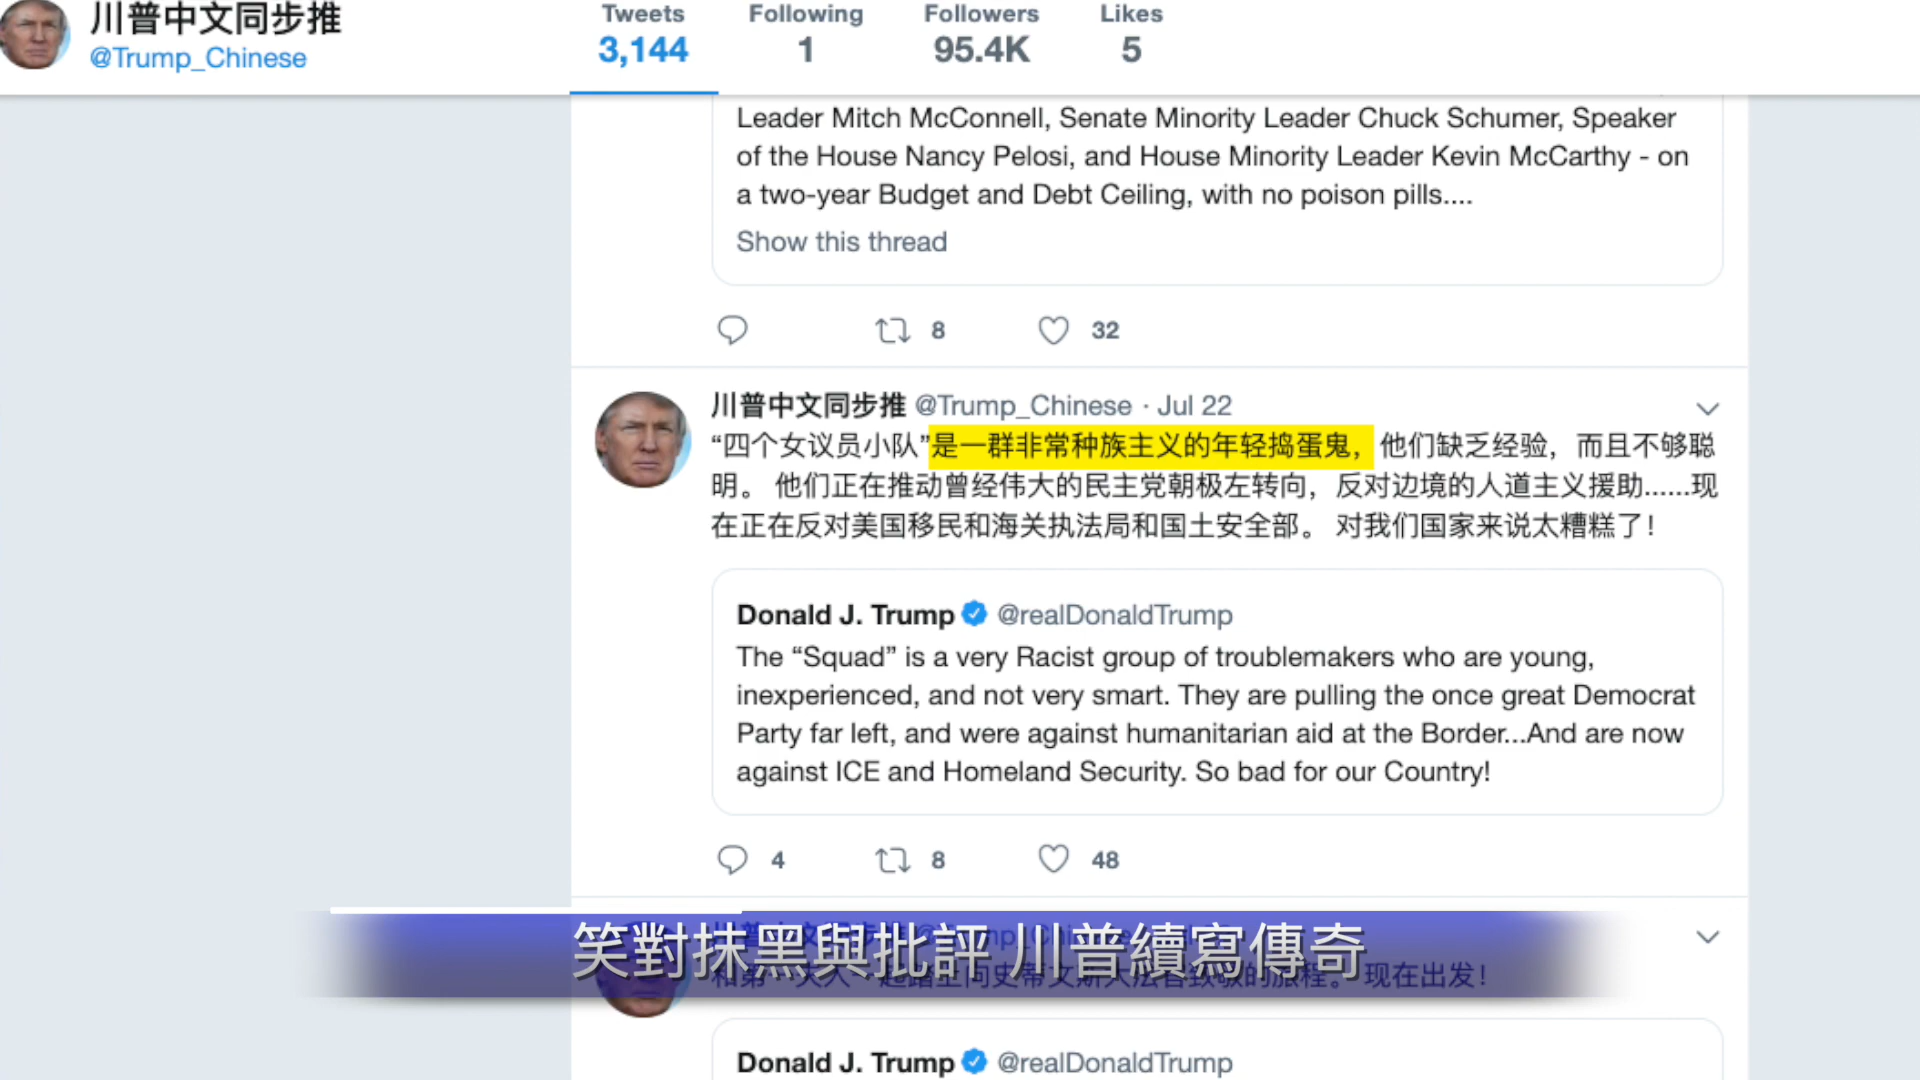 川普中文同步推
@Trump_Chinese
Tweets Following Followers Likes
3,144 1 95.4K 5
Leader Mitch McConnell, Senate Minority Leader Chuck Schumer, Speaker
of the House Nancy Pelosi, and House Minority Leader Kevin McCarthy - on
a two-year Budget and Debt Ceiling, with no poison pills....
Show this thread
8 32
川普中文同步推 @Trump_Chinese · Jul 22
“四个女议员小队”是一群非常种族主义的年轻捣蛋鬼，他们缺乏经验，而且不够聪
明。 他们正在推动曾经伟大的民主党朝极左转向，反对边境的人道主义援助......现
在正在反对美国移民和海关执法局和国土安全部。 对我们国家来说太糟糕了！
Donald J. Trump @realDonaldTrump
The “Squad” is a very Racist group of troublemakers who are young,
inexperienced, and not very smart. They are pulling the once great Democrat
Party far left, and were against humanitarian aid at the Border...And are now
against ICE and Homeland Security. So bad for our Country!
4 8 48
笑對抹黑與批評 川普續寫傳奇
现在出发！
Donald J. Trump @realDonaldTrump